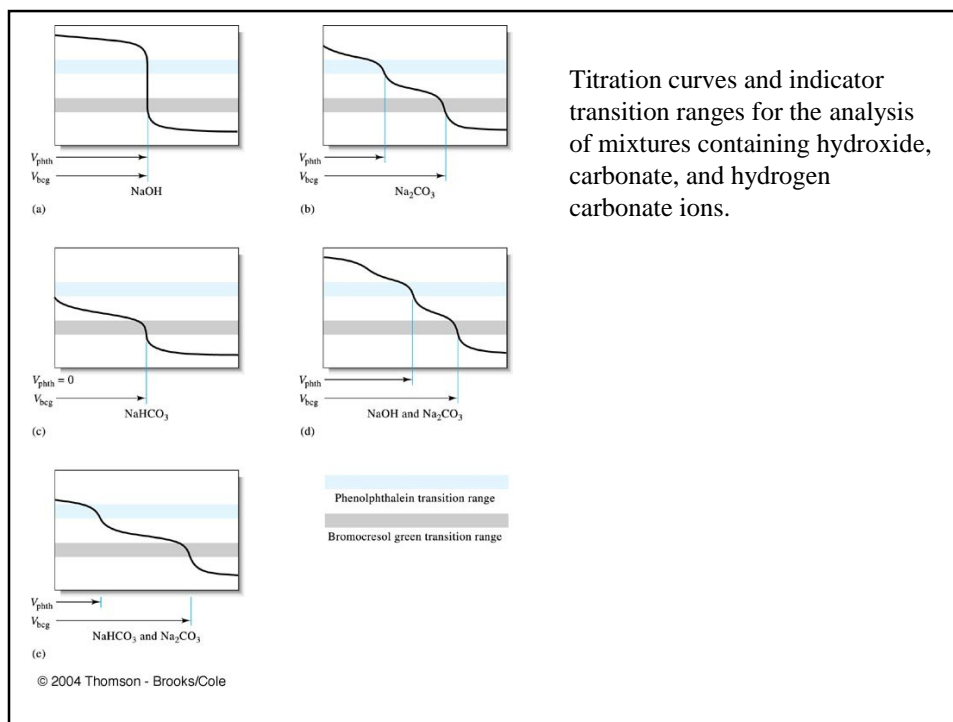 Titration curves and indicator
transition ranges for the analysis
of mixtures containing hydroxide,
carbonate, and hydrogen
carbonate ions.
Vphth
Vbcg
NaOH
(a)
Vphth
Vbcg
Na₂CO₃
(b)
Vphth = 0
Vbcg
NaHCO₃
(c)
Vphth
Vbcg
NaOH and Na₂CO₃
(d)
Vphth
Vbcg
NaHCO₃ and Na₂CO₃
(e)
Phenolphthalein transition range
Bromocresol green transition range
© 2004 Thomson - Brooks/Cole